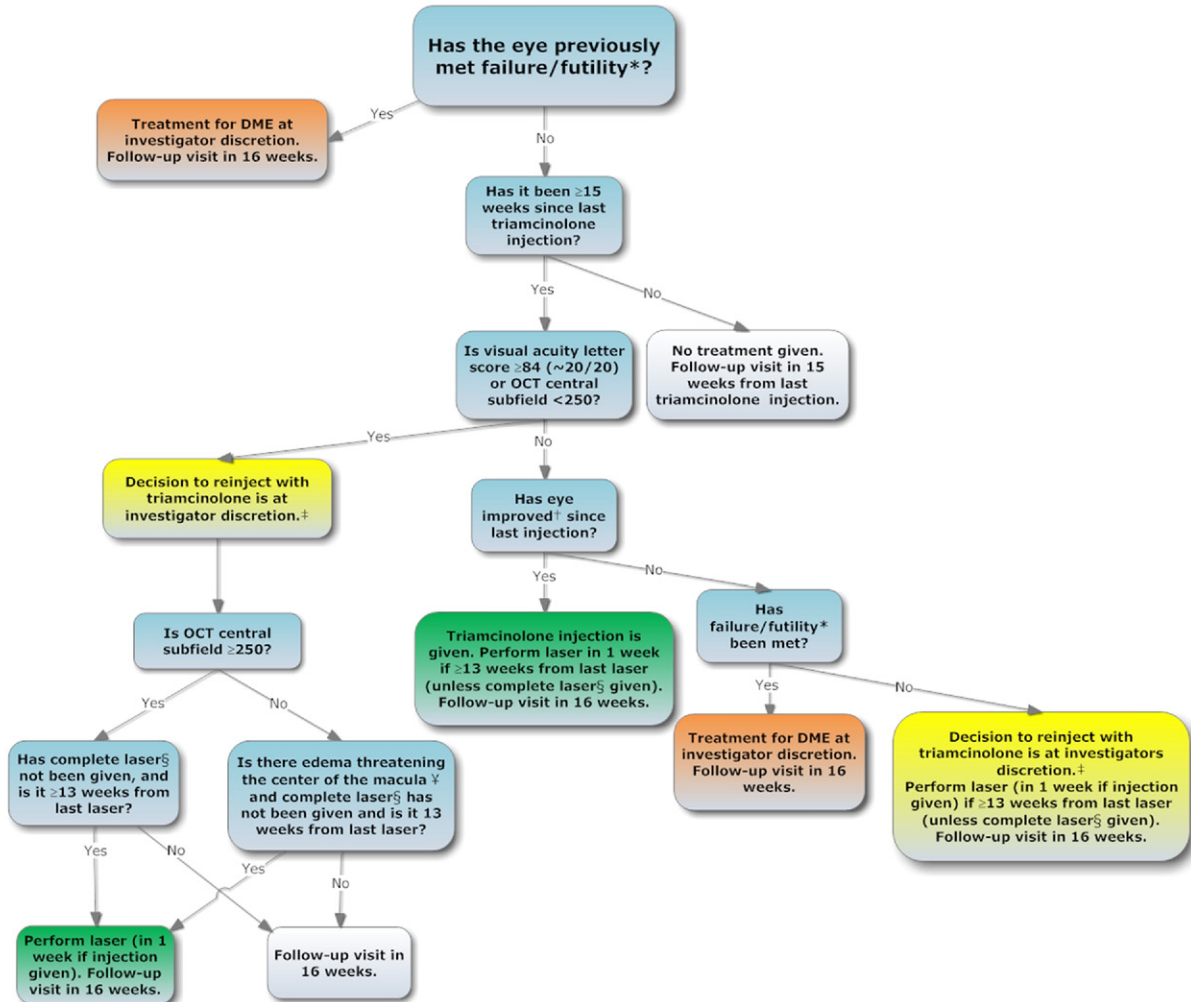 Has the eye previously
met failure/futility*?
Yes
No
Treatment for DME at
investigator discretion.
Follow-up visit in 16 weeks.
Has it been ≥15
weeks since last
triamcinolone
injection?
Yes
No
Is visual acuity letter
score ≥84 (~20/20)
or OCT central
subfield <250?
No treatment given.
Follow-up visit in 15
weeks from last
triamcinolone injection.
Yes
No
Decision to reinject with
triamcinolone is at
investigator discretion.‡
Has eye
improved† since
last injection?
Yes
No
Is OCT central
subfield ≥250?
Triamcinolone injection is
given. Perform laser in 1 week
if ≥13 weeks from last laser
(unless complete laser§ given).
Follow-up visit in 16 weeks.
Has
failure/futility*
been met?
Yes
No
Yes
No
Has complete laser§
not been given, and
is it ≥13 weeks from
last laser?
Is there edema threatening
the center of the macula ¥
and complete laser§ has
not been given and is it 13
weeks from last laser?
Treatment for DME at
investigator discretion.
Follow-up visit in 16
weeks.
Decision to reinject with
triamcinolone is at investigators
discretion.‡
Perform laser (in 1 week if injection
given) if ≥13 weeks from last laser
(unless complete laser§ given).
Follow-up visit in 16 weeks.
Yes
No
Yes
No
Perform laser (in 1
week if injection
given). Follow-up
visit in 16 weeks.
Follow-up visit in
16 weeks.